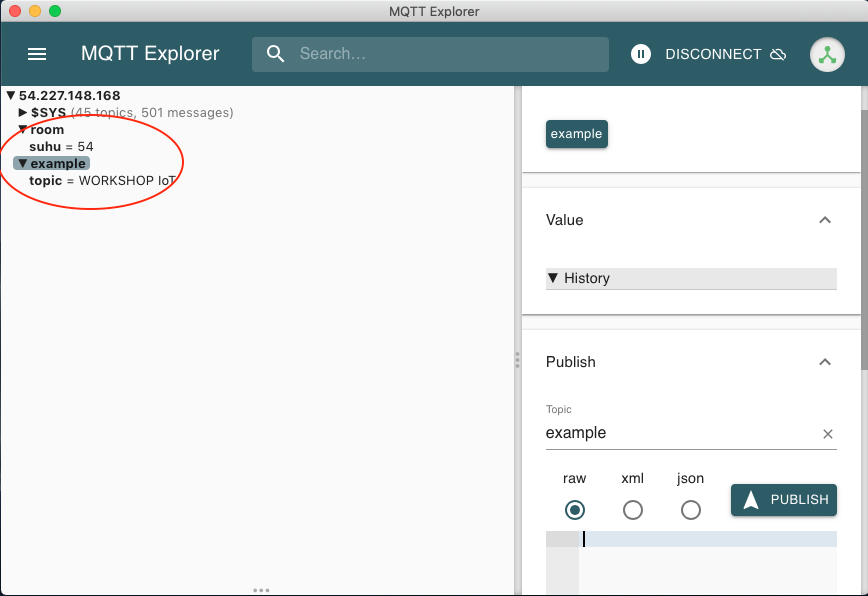 MQTT Explorer
MQTT Explorer
Search...
DISCONNECT
▼ 54.227.148.168
▶ $SYS (45 topics, 501 messages)
▼ room
suhu = 54
▼ example
topic = WORKSHOP IoT
example
Value
▼ History
Publish
Topic
example
raw xml json
PUBLISH